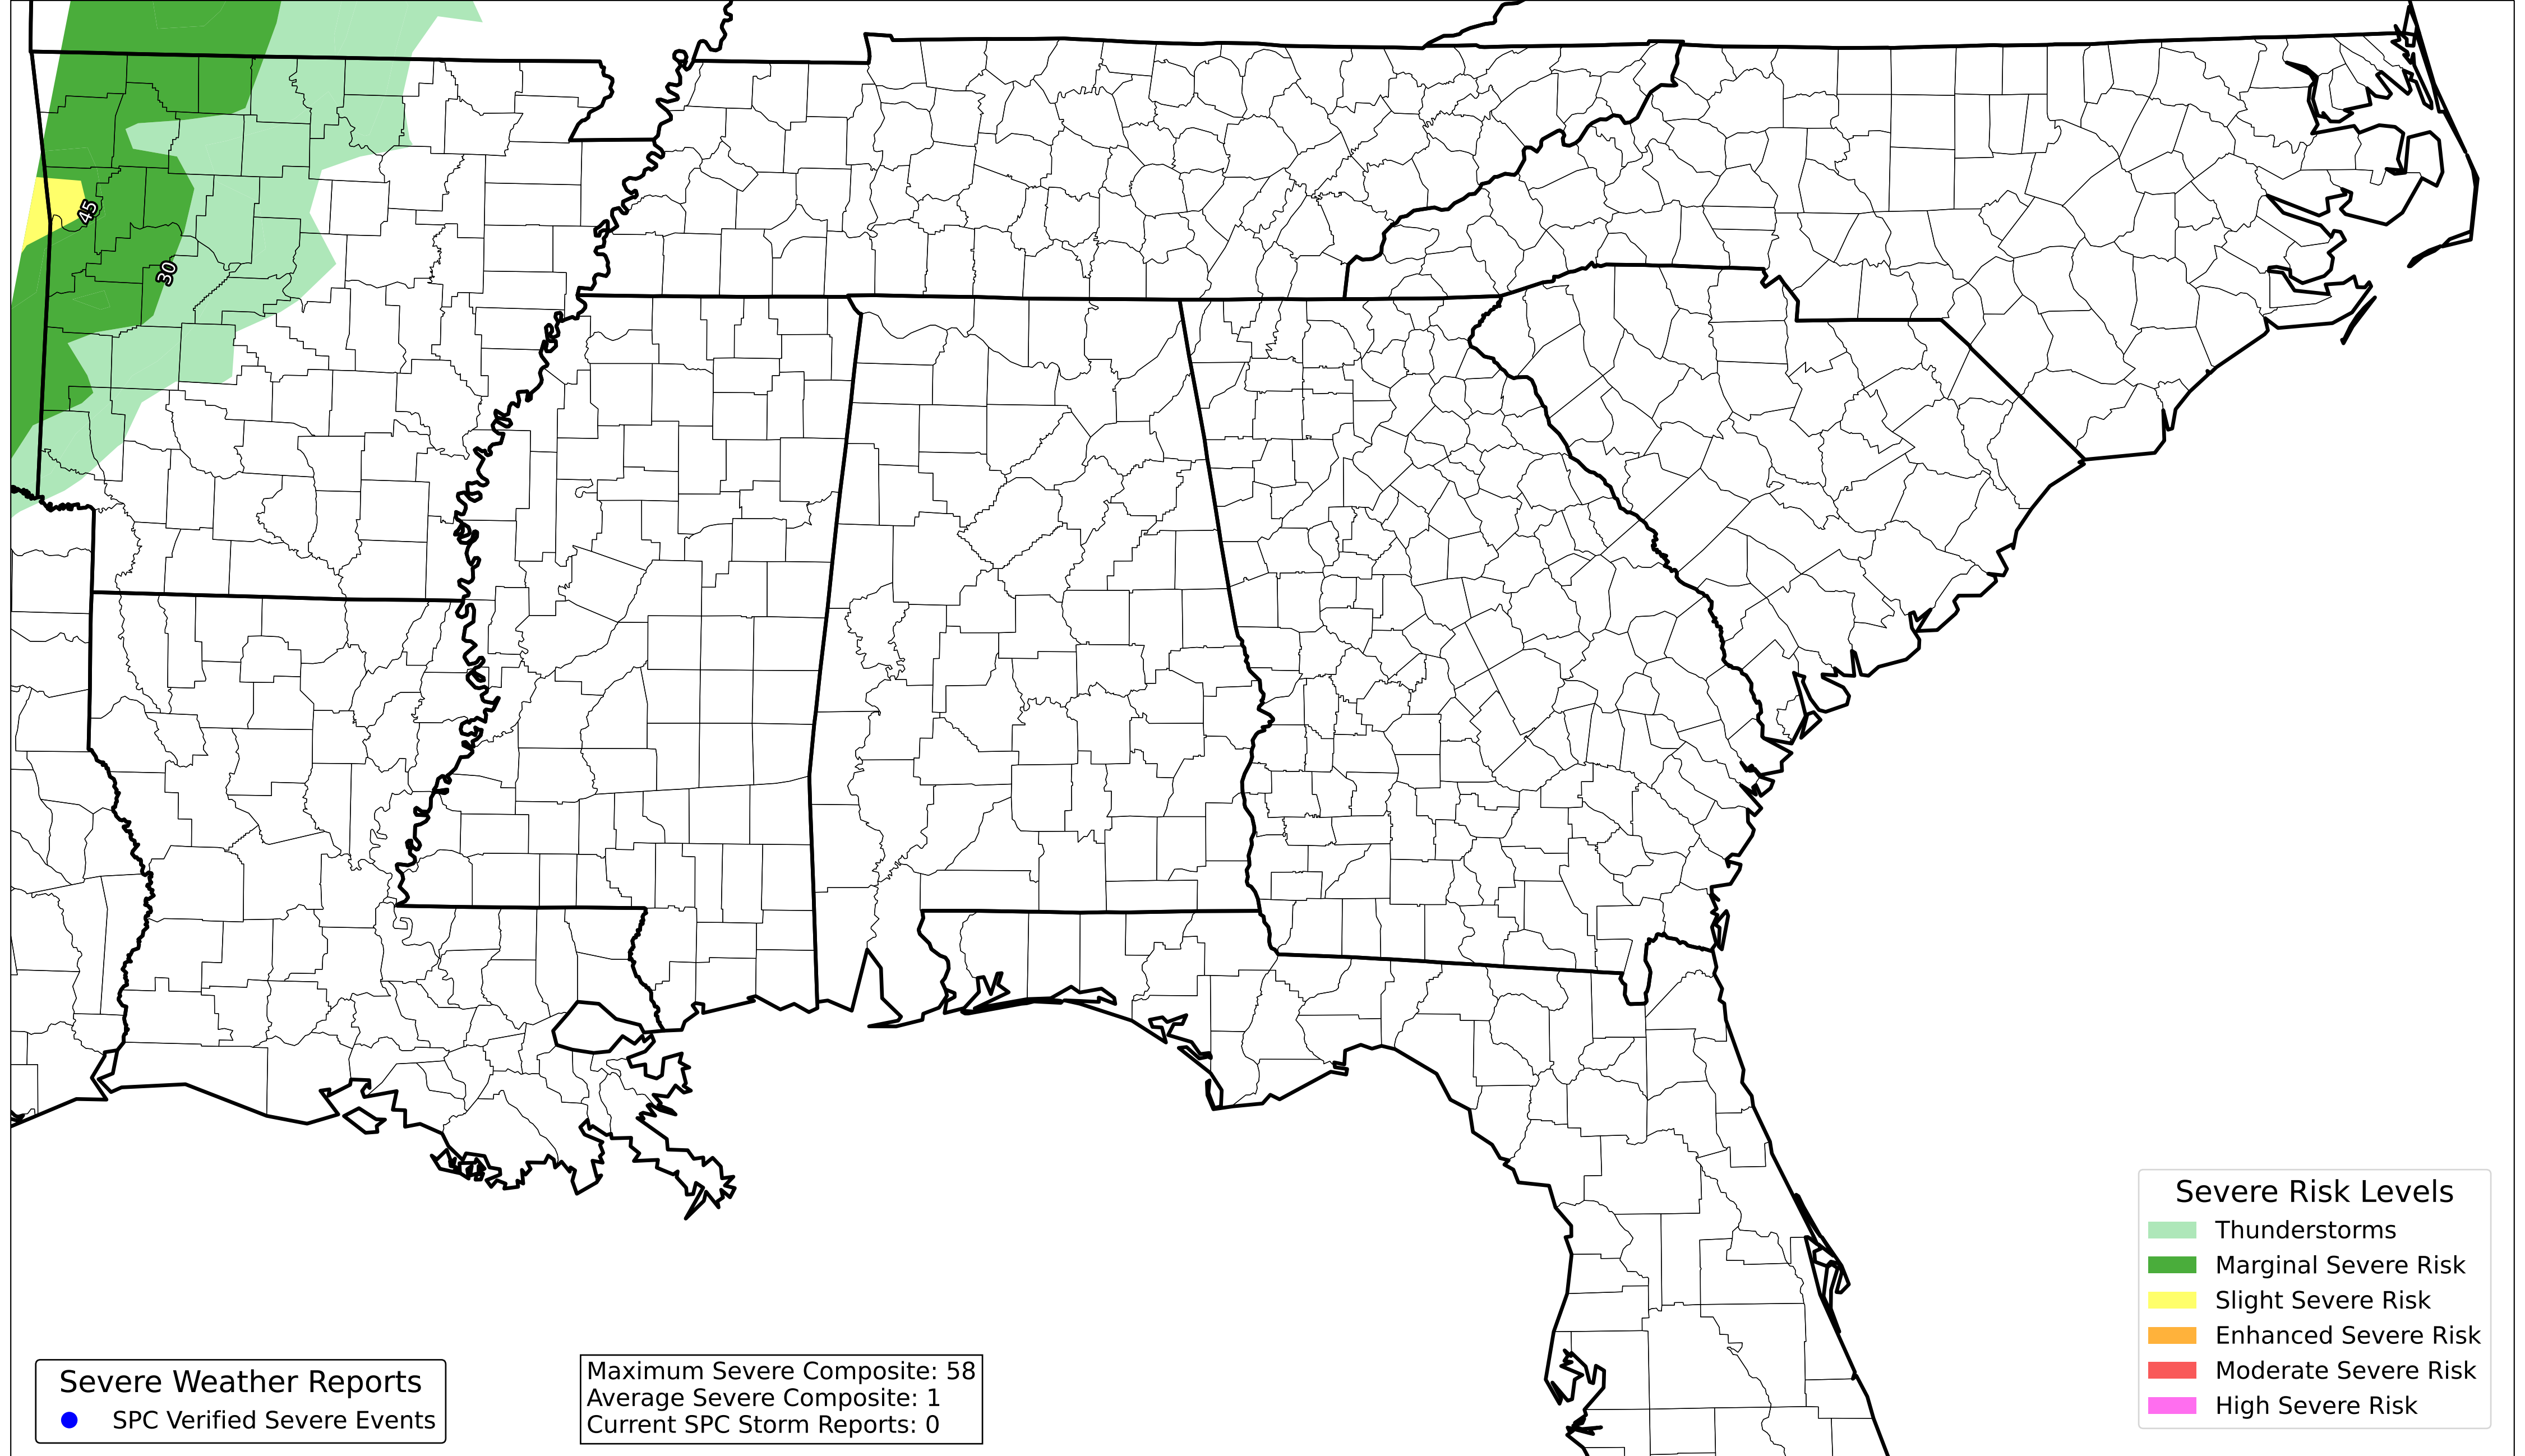 45
30
Severe Risk Levels
Thunderstorms
Marginal Severe Risk
Slight Severe Risk
Enhanced Severe Risk
Moderate Severe Risk
High Severe Risk
Severe Weather Reports
SPC Verified Severe Events
Maximum Severe Composite: 58
Average Severe Composite: 1
Current SPC Storm Reports: 0